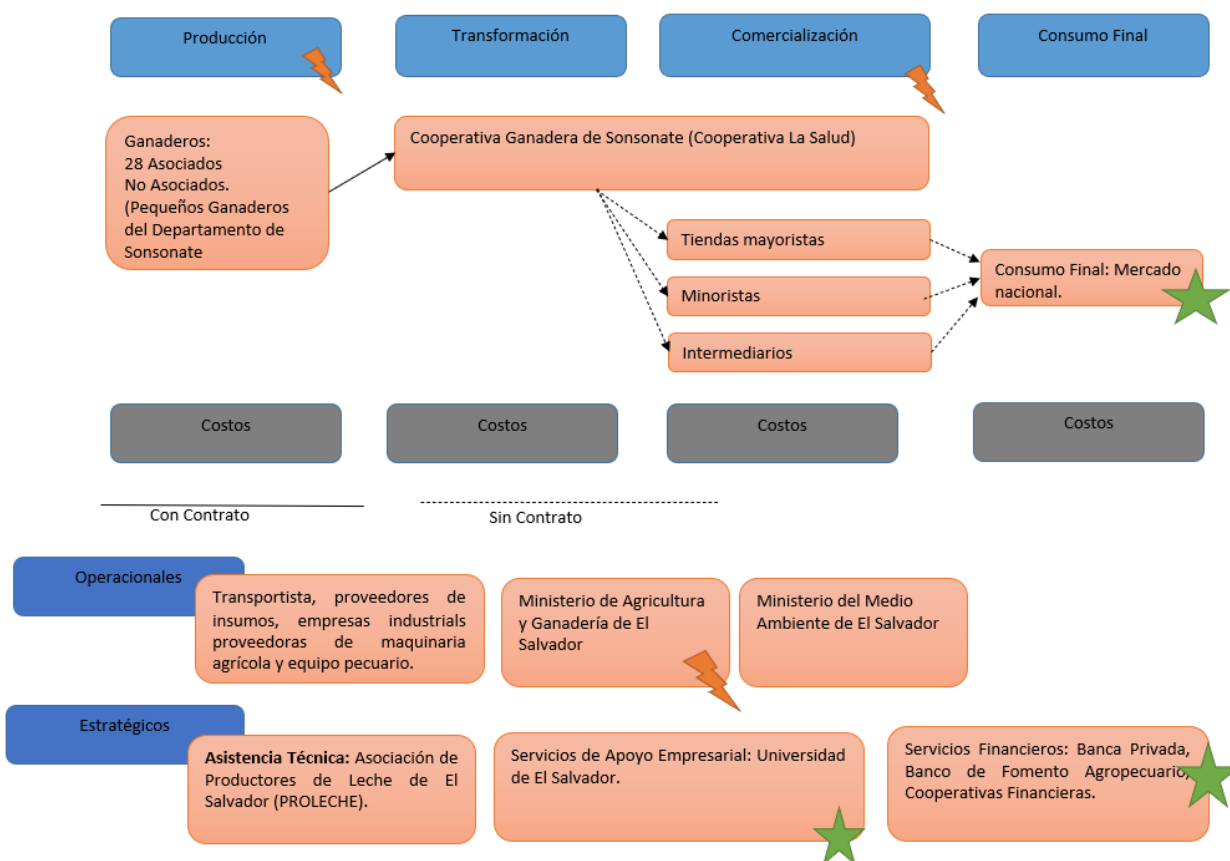 Producción
Transformación
Comercialización
Consumo Final
Ganaderos:
28 Asociados
No Asociados.
(Pequeños Ganaderos
del Departamento de
Sonsonate
Cooperativa Ganadera de Sonsonate (Cooperativa La Salud)
Tiendas mayoristas
Minoristas
Intermediarios
Consumo Final: Mercado
nacional.
Costos
Costos
Costos
Costos
Con Contrato
Sin Contrato
Operacionales
Transportista, proveedores de
insumos, empresas industrials
proveedoras de maquinaria
agrícola y equipo pecuario.
Ministerio de Agricultura
y Ganadería de El
Salvador
Ministerio del Medio
Ambiente de El Salvador
Estratégicos
Asistencia Técnica: Asociación de
Productores de Leche de El
Salvador (PROLECHE).
Servicios de Apoyo Empresarial: Universidad
de El Salvador.
Servicios Financieros: Banca Privada,
Banco de Fomento Agropecuario,
Cooperativas Financieras.